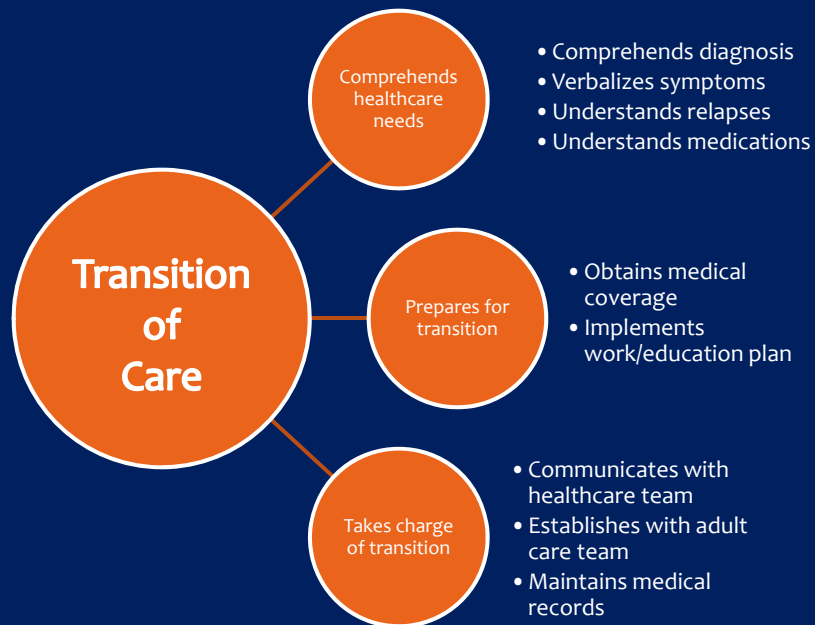 Transition
of
Care
Comprehends
healthcare
needs
• Comprehends diagnosis
• Verbalizes symptoms
• Understands relapses
• Understands medications
Prepares for
transition
• Obtains medical
coverage
• Implements
work/education plan
Takes charge
of transition
• Communicates with
healthcare team
• Establishes with adult
care team
• Maintains medical
records